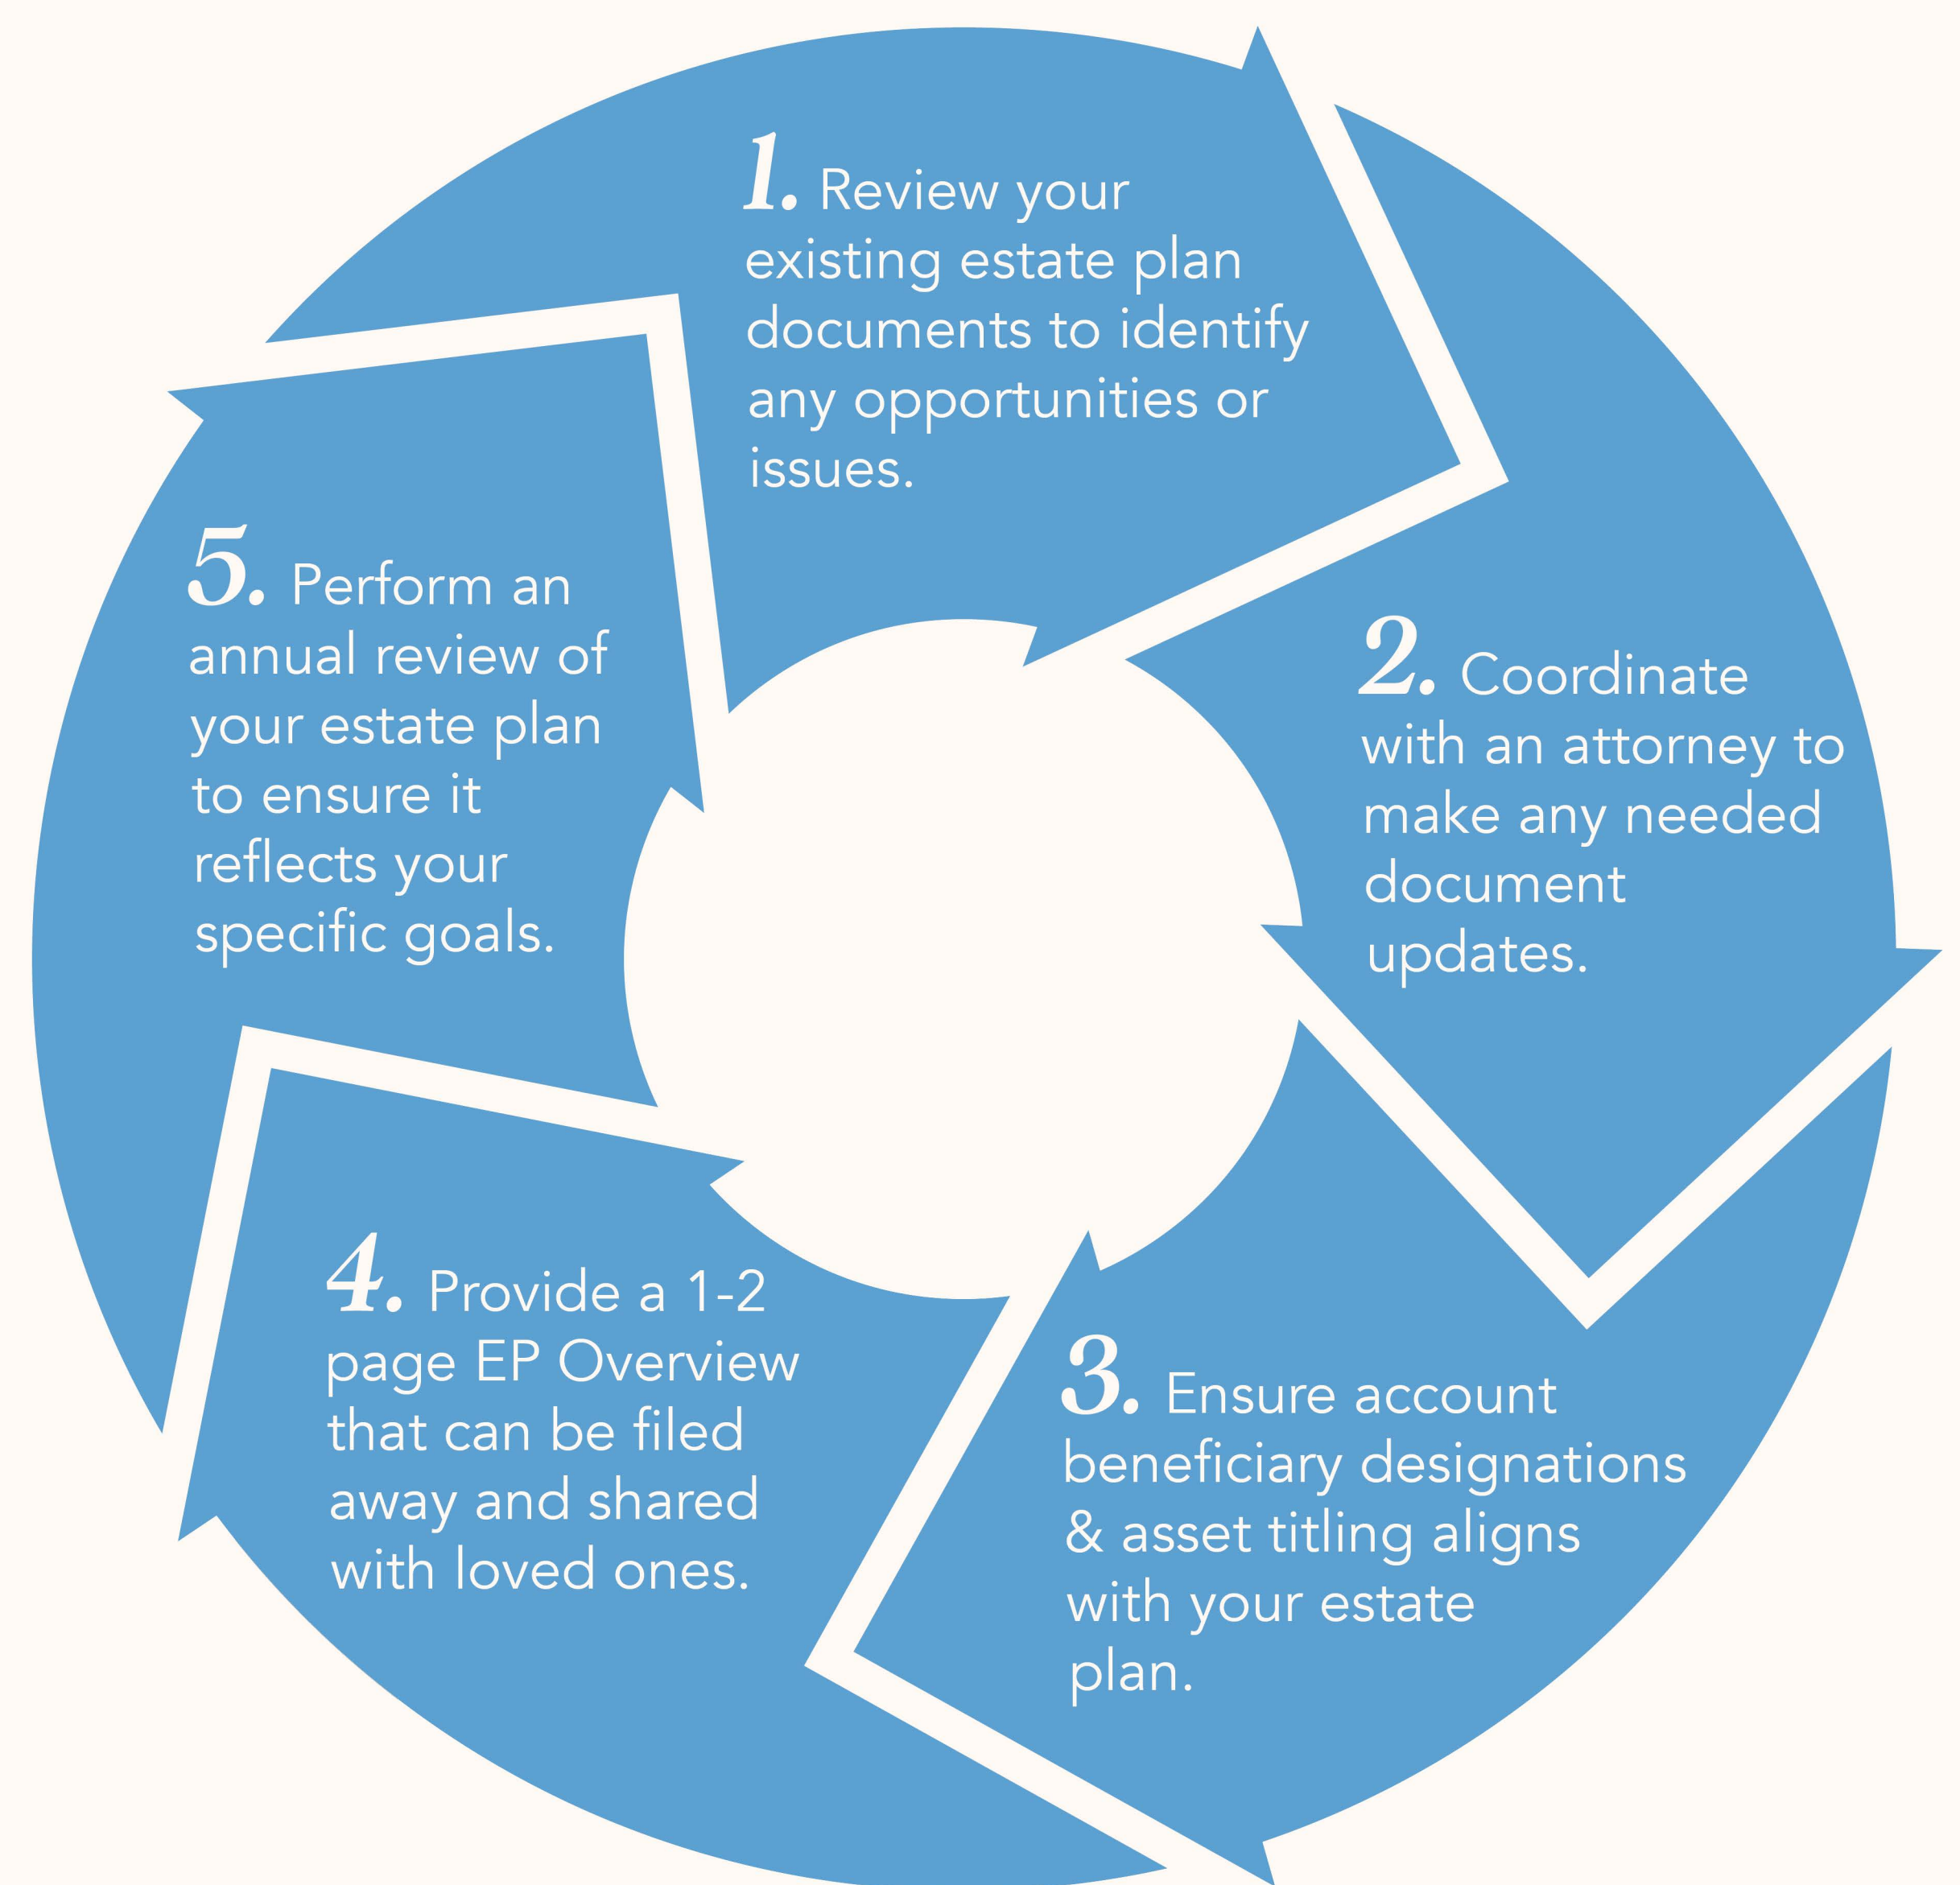 1. Review your
existing estate plan
documents to identify
any opportunities or
issues.
2. Coordinate
with an attorney to
make any needed
document
updates.
3. Ensure account
beneficiary designations
& asset titling aligns
with your estate
plan.
4. Provide a 1-2
page EP Overview
that can be filed
away and shared
with loved ones.
5. Perform an
annual review of
your estate plan
to ensure it
reflects your
specific goals.